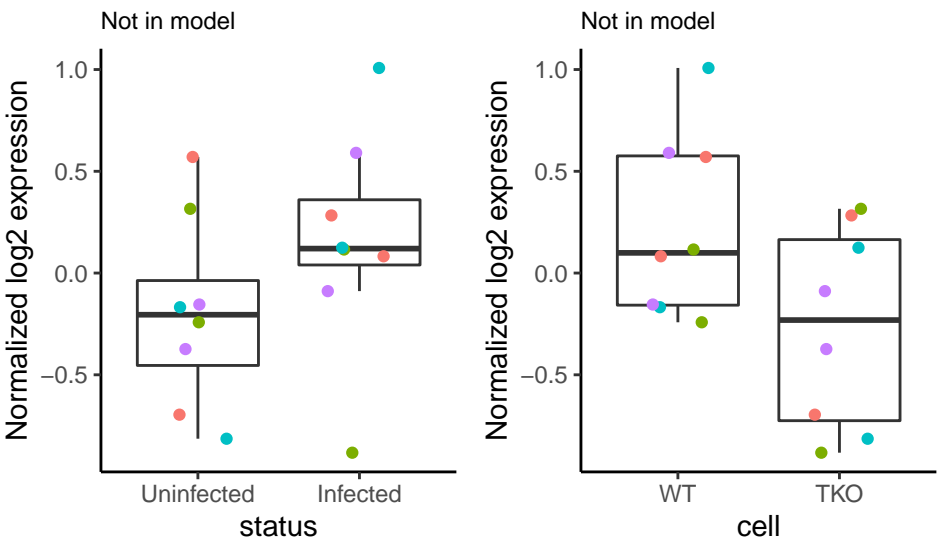 Not in model
Normalized log2 expression
1.0
0.5
0.0
−0.5
Uninfected
Infected
status
Not in model
Normalized log2 expression
1.0
0.5
0.0
−0.5
WT
TKO
cell